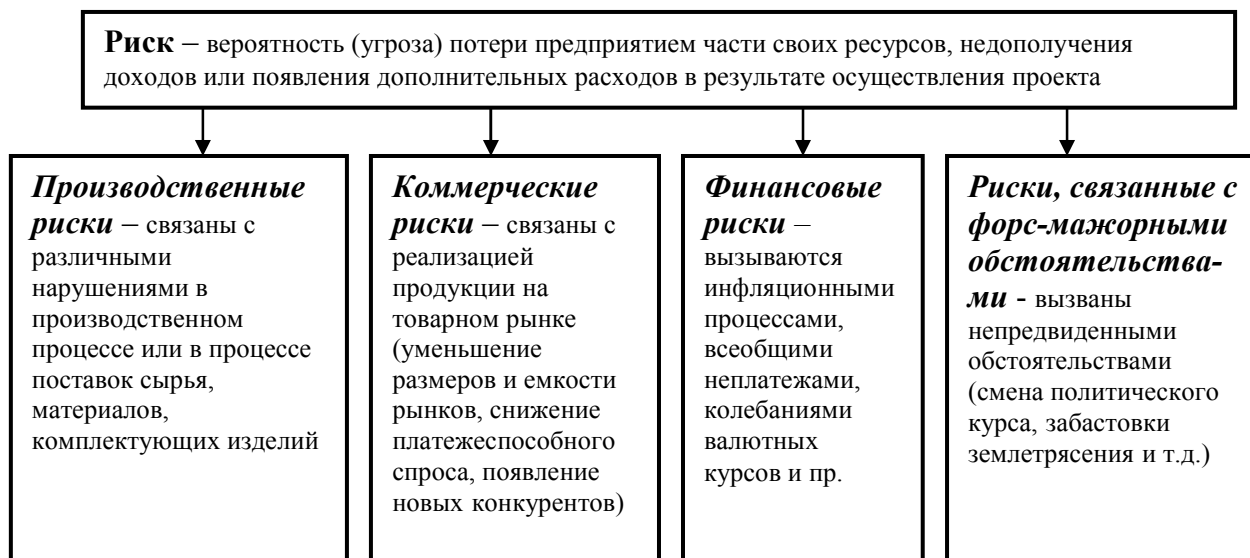 Риск – вероятность (угроза) потери предприятием части своих ресурсов, недополучения
доходов или появления дополнительных расходов в результате осуществления проекта
Производственные
риски – связаны с
различными
нарушениями в
производственном
процессе или в процессе
поставок сырья,
материалов,
комплектующих изделий
Коммерческие
риски – связаны с
реализацией
продукции на
товарном рынке
(уменьшение
размеров и емкости
рынков, снижение
платежеспособного
спроса, появление
новых конкурентов)
Финансовые
риски –
вызываются
инфляционными
процессами,
всеобщими
неплатежами,
колебаниями
валютных
курсов и пр.
Риски, связанные с
форс-мажорными
обстоятельства-
ми - вызваны
непредвиденными
обстоятельствами
(смена политического
курса, забастовки
землетрясения и т.д.)